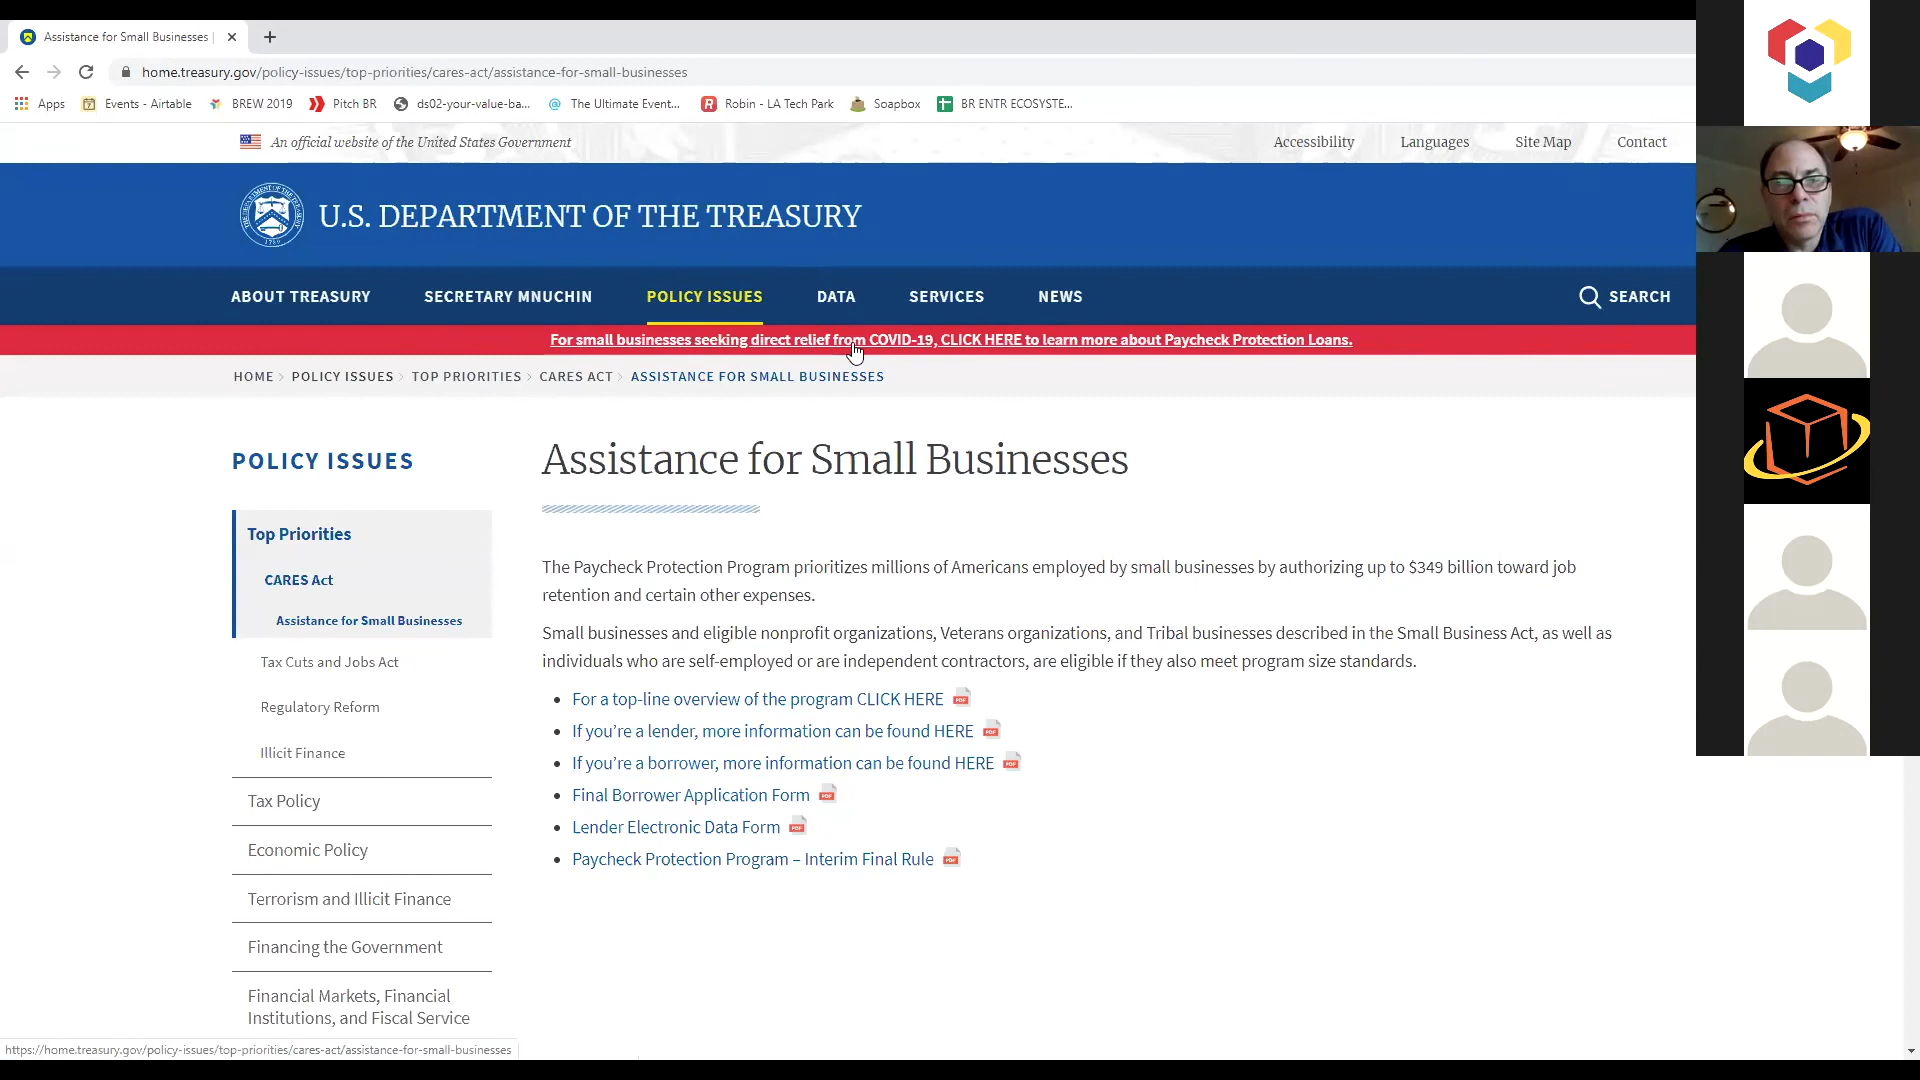 Assistance for Small Businesses |
home.treasury.gov/policy-issues/top-priorities/cares-act/assistance-for-small-businesses
Apps
Events - Airtable
BREW 2019
Pitch BR
ds02-your-value-ba...
The Ultimate Event...
Robin - LA Tech Park
Soapbox
BR ENTR ECOSYSTE...
An official website of the United States Government
Accessibility
Languages
Site Map
Contact
U.S. DEPARTMENT OF THE TREASURY
ABOUT TREASURY
SECRETARY MNUCHIN
POLICY ISSUES
DATA
SERVICES
NEWS
SEARCH
For small businesses seeking direct relief from COVID-19, CLICK HERE to learn more about Paycheck Protection Loans.
HOME > POLICY ISSUES > TOP PRIORITIES > CARES ACT > ASSISTANCE FOR SMALL BUSINESSES
POLICY ISSUES
Top Priorities
CARES Act
Assistance for Small Businesses
Tax Cuts and Jobs Act
Regulatory Reform
Illicit Finance
Tax Policy
Economic Policy
Terrorism and Illicit Finance
Financing the Government
Financial Markets, Financial
Institutions, and Fiscal Service
Assistance for Small Businesses
The Paycheck Protection Program prioritizes millions of Americans employed by small businesses by authorizing up to $349 billion toward job
retention and certain other expenses.
Small businesses and eligible nonprofit organizations, Veterans organizations, and Tribal businesses described in the Small Business Act, as well as
individuals who are self-employed or are independent contractors, are eligible if they also meet program size standards.
For a top-line overview of the program CLICK HERE
If you're a lender, more information can be found HERE
If you're a borrower, more information can be found HERE
Final Borrower Application Form
Lender Electronic Data Form
Paycheck Protection Program – Interim Final Rule
https://home.treasury.gov/policy-issues/top-priorities/cares-act/assistance-for-small-businesses